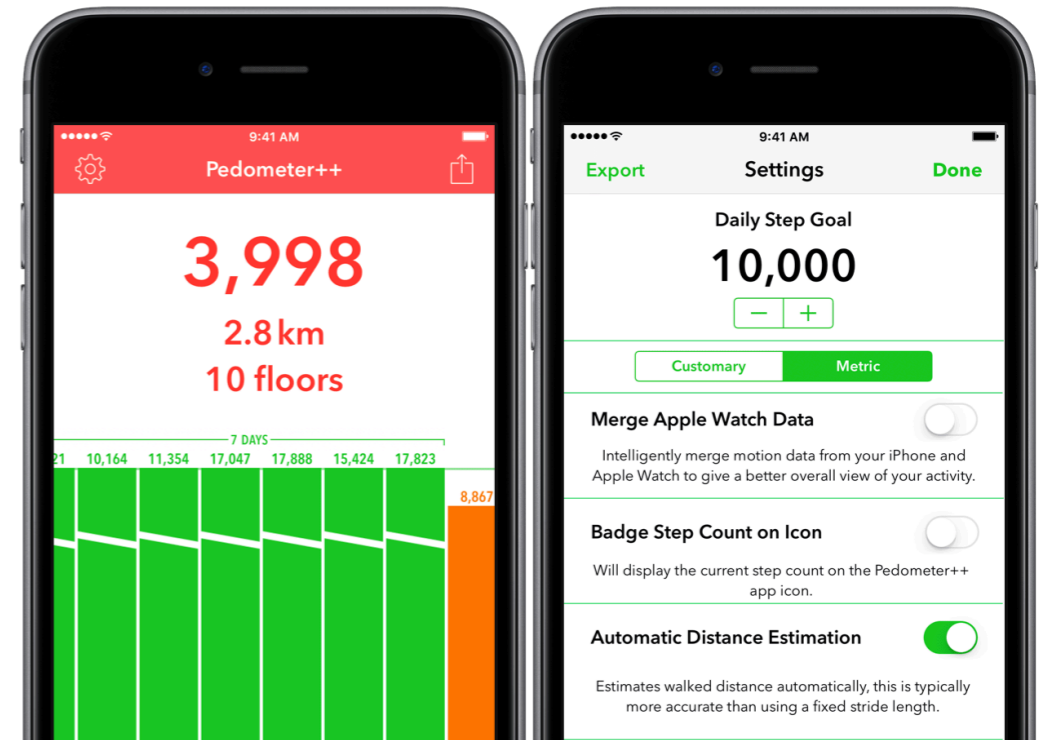 9:41 AM
Pedometer++
3,998
2.8 km
10 floors
7 DAYS
21 10,164 11,354 17,047 17,888 15,424 17,823
8,867
9:41 AM
Export Settings Done
Daily Step Goal
10,000
− +
Customary Metric
Merge Apple Watch Data
Intelligently merge motion data from your iPhone and
Apple Watch to give a better overall view of your activity.
Badge Step Count on Icon
Will display the current step count on the Pedometer++
app icon.
Automatic Distance Estimation
Estimates walked distance automatically, this is typically
more accurate than using a fixed stride length.